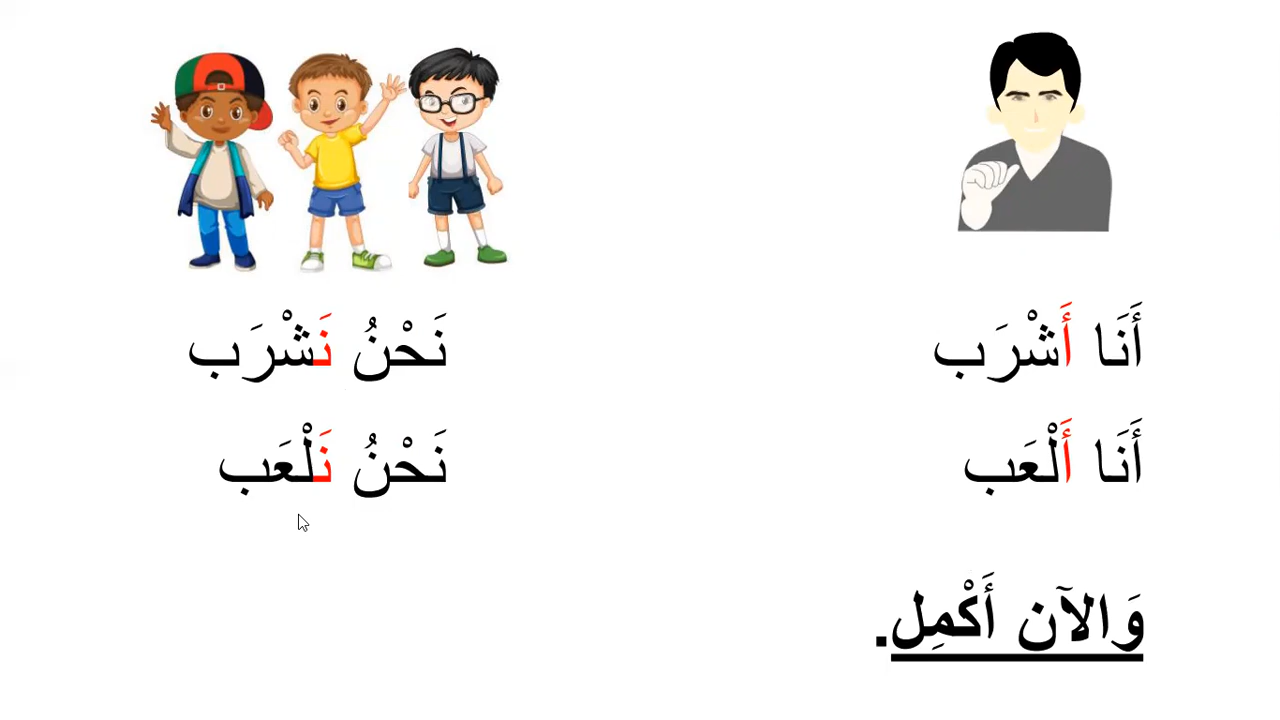 أَنَا أَشْرَب
نَحْنُ نَشْرَب
أَنَا أَلْعَب
نَحْنُ نَلْعَب
وَالآن أَكْمِل.